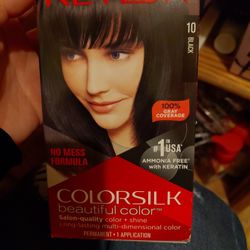 REVLON
10
BLACK
100%
GRAY
COVERAGE
#1 IN USA*
NO MESS
FORMULA
AMMONIA FREE
with KERATIN
COLORSILK
beautiful color™
Salon-quality color + shine
Long-lasting multi-dimensional color
PERMANENT • 1 APPLICATION